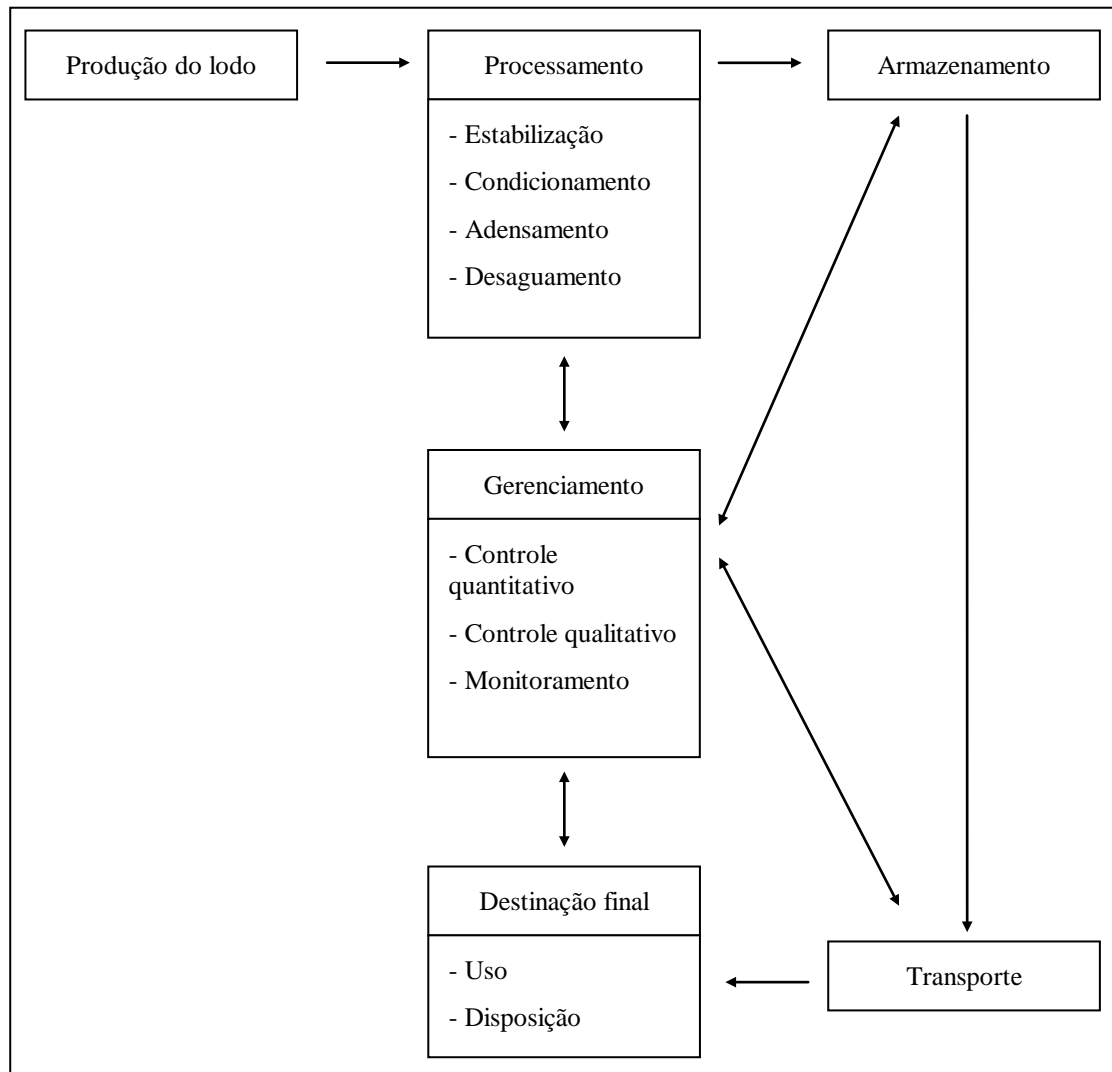 Produção do lodo
Processamento
Armazenamento
- Estabilização
- Condicionamento
- Adensamento
- Desaguamento
Gerenciamento
- Controle
quantitativo
- Controle qualitativo
- Monitoramento
Destinação final
- Uso
- Disposição
Transporte